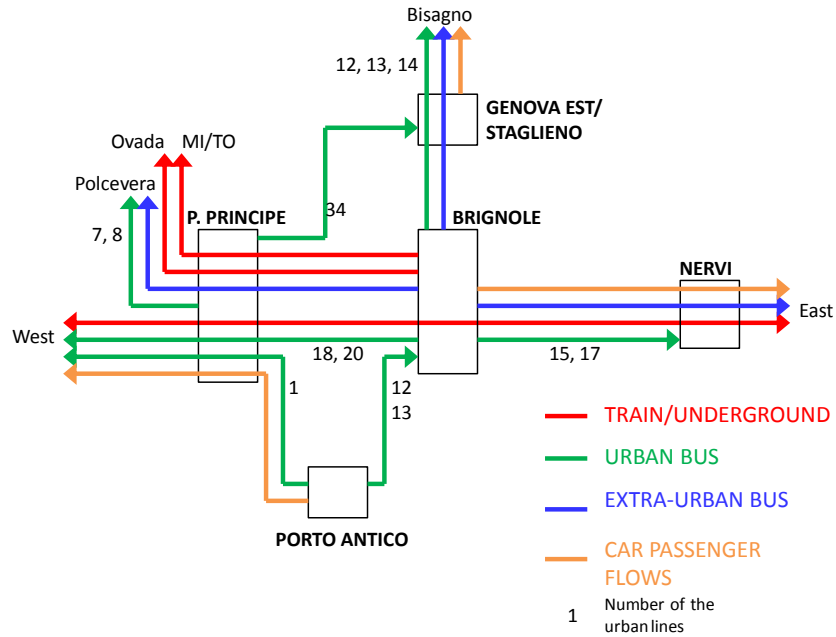 Bisagno
12, 13, 14
GENOVA EST/
STAGLIENO
Ovada MI/TO
Polcevera
7, 8
P. PRINCIPE
34
BRIGNOLE
NERVI
West
East
18, 20
15, 17
1
12
13
PORTO ANTICO
TRAIN/UNDERGROUND
URBAN BUS
EXTRA-URBAN BUS
CAR PASSENGER
FLOWS
1 Number of the
urban lines